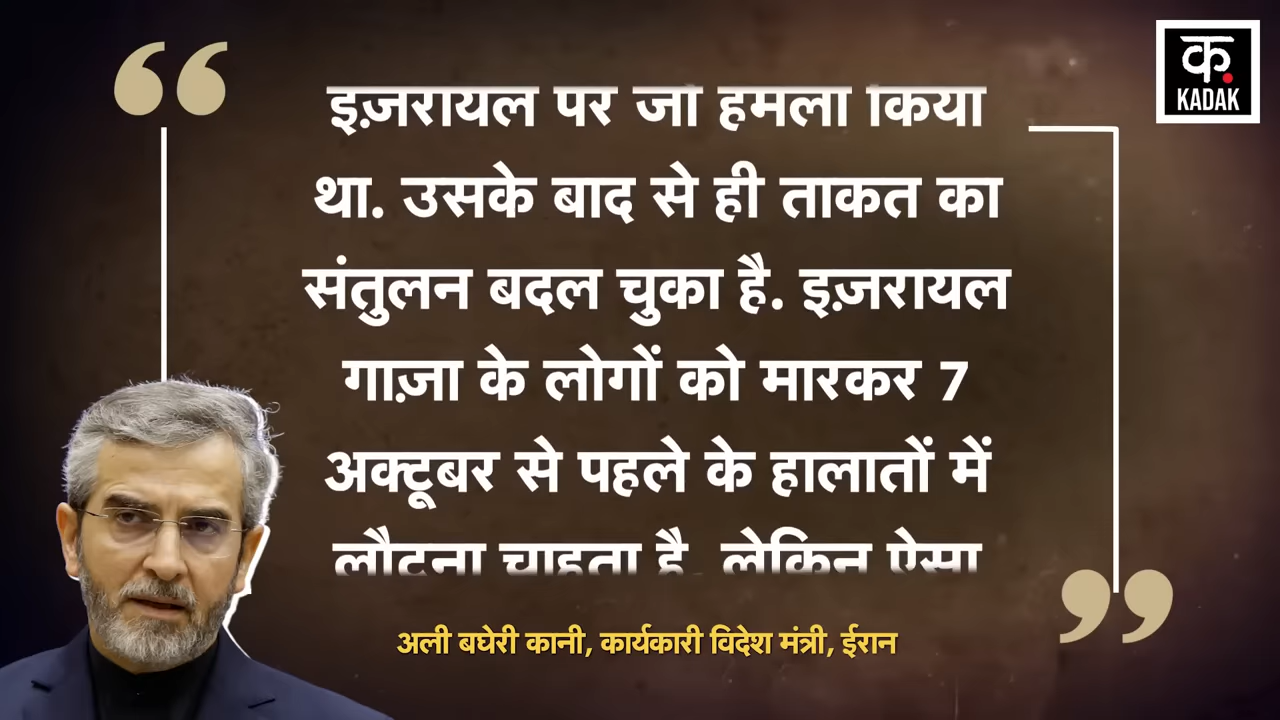 क.
KADAK
इज़रायल पर जो हमला किया
था. उसके बाद से ही ताकत का
संतुलन बदल चुका है. इज़रायल
गाज़ा के लोगों को मारकर 7
अक्टूबर से पहले के हालातों में
लौटना चाहता है. लेकिन ऐसा
अली बघेरी कानी, कार्यकारी विदेश मंत्री, ईरान